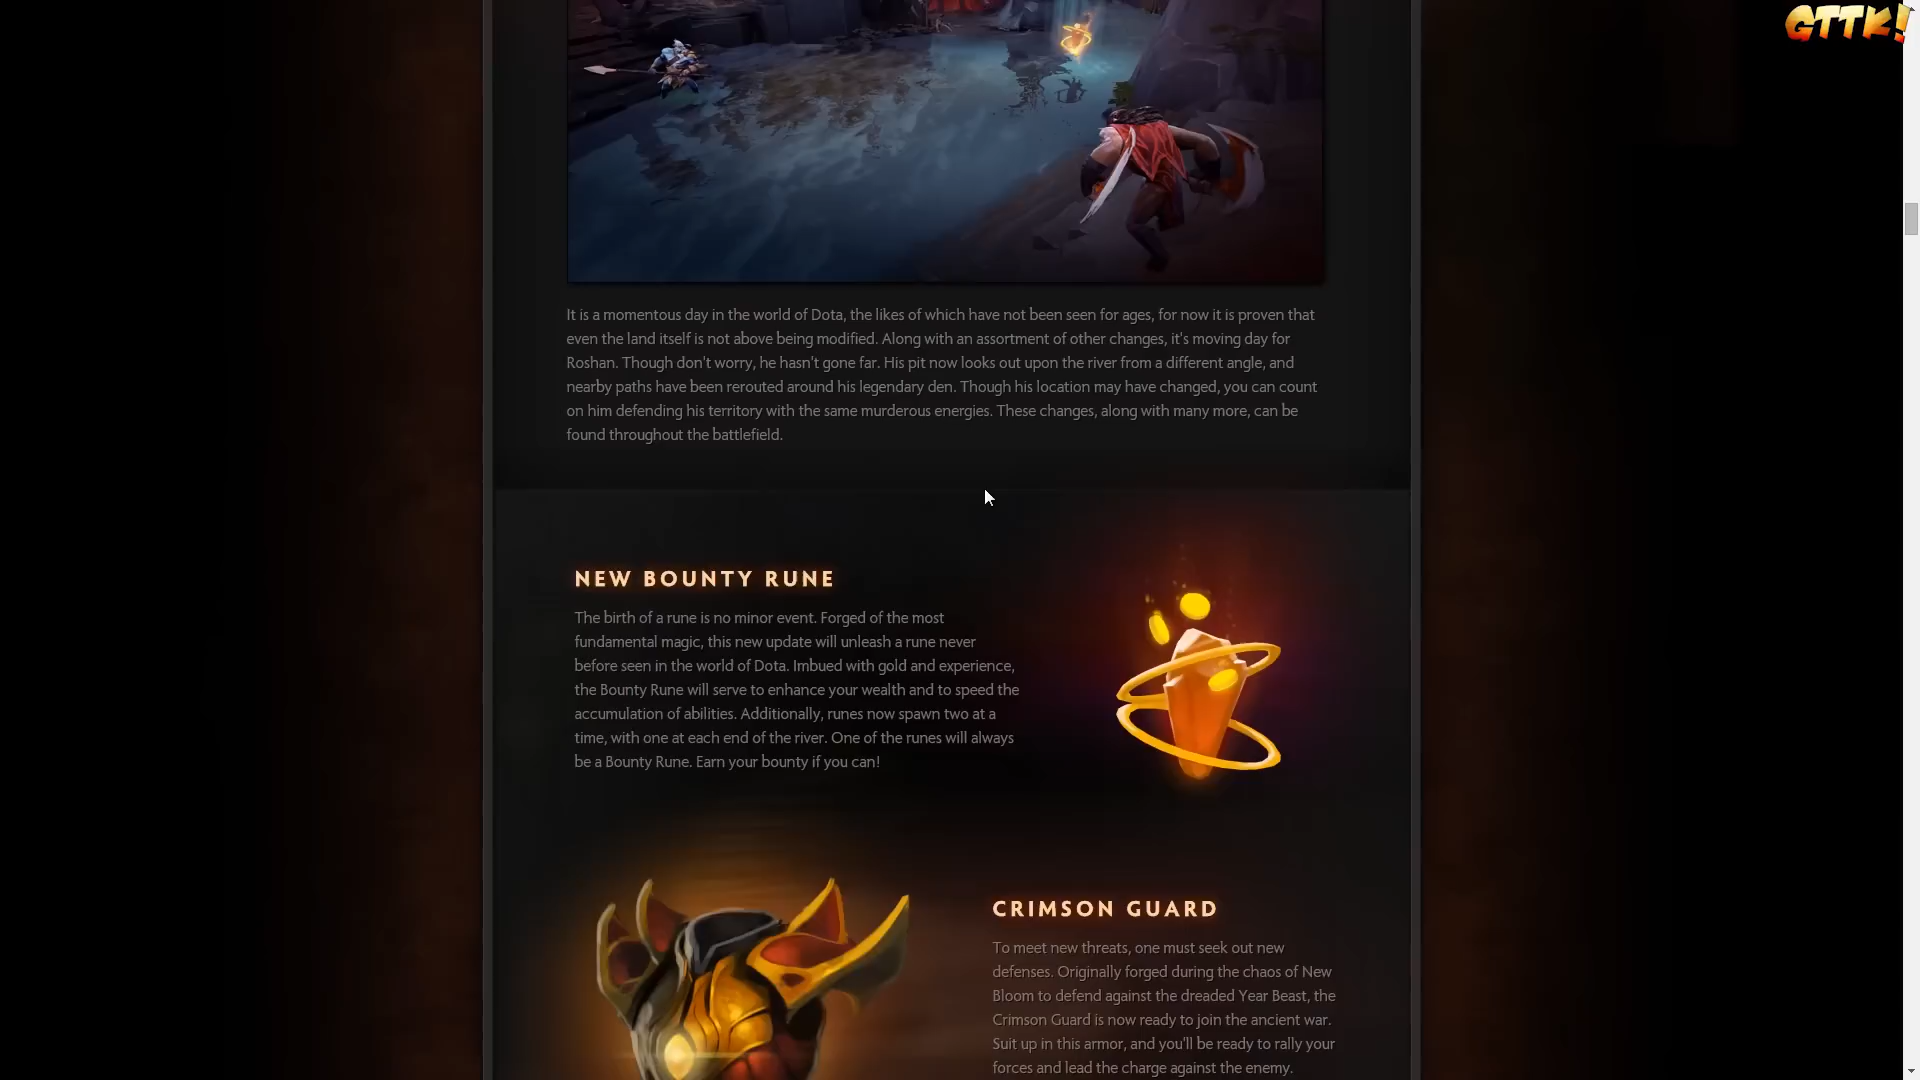 GTTK!
It is a momentous day in the world of Dota, the likes of which have not been seen for ages, for now it is proven that
even the land itself is not above being modified. Along with an assortment of other changes, it's moving day for
Roshan. Though don't worry, he hasn't gone far. His pit now looks out upon the river from a different angle, and
nearby paths have been rerouted around his legendary den. Though his location may have changed, you can count
on him defending his territory with the same murderous energies. These changes, along with many more, can be
found throughout the battlefield.
NEW BOUNTY RUNE
The birth of a rune is no minor event. Forged of the most
fundamental magic, this new update will unleash a rune never
before seen in the world of Dota. Imbued with gold and experience,
the Bounty Rune will serve to enhance your wealth and to speed the
accumulation of abilities. Additionally, runes now spawn two at a
time, with one at each end of the river. One of the runes will always
be a Bounty Rune. Earn your bounty if you can!
CRIMSON GUARD
To meet new threats, one must seek out new
defenses. Originally forged during the chaos of New
Bloom to defend against the dreaded Year Beast, the
Crimson Guard is now ready to join the ancient war.
Suit up in this armor, and you'll be ready to rally your
forces and lead the charge against the enemy.